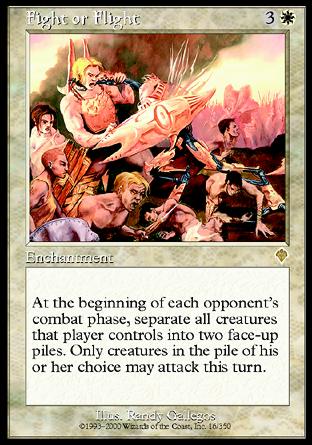 Fight or Flight 3
Enchantment
At the beginning of each opponent's
combat phase, separate all creatures
that player controls into two face-up
piles. Only creatures in the pile of his
or her choice may attack this turn.
Illus. Randy Gallegos
©1993-2000 Wizards of the Coast, Inc. 16/350